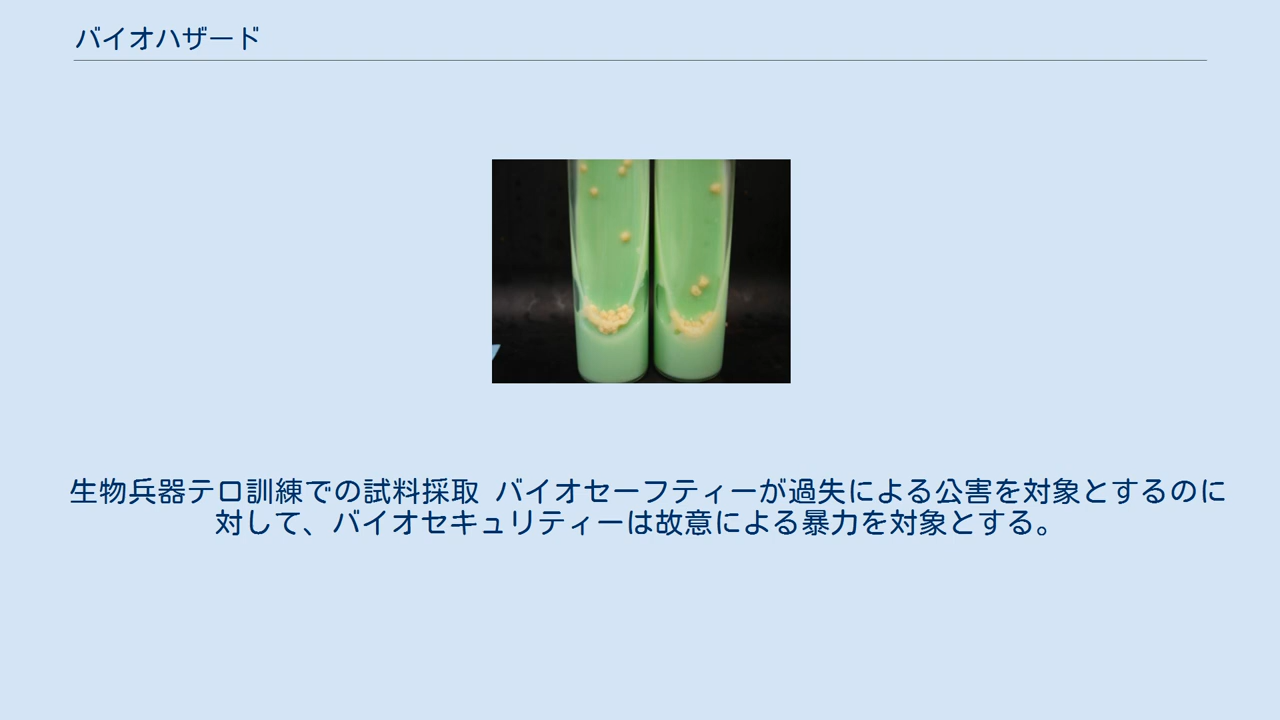 バイオハザード
生物兵器テロ訓練での試料採取 バイオセーフティーが過失による公害を対象とするのに
対して、バイオセキュリティーは故意による暴力を対象とする。